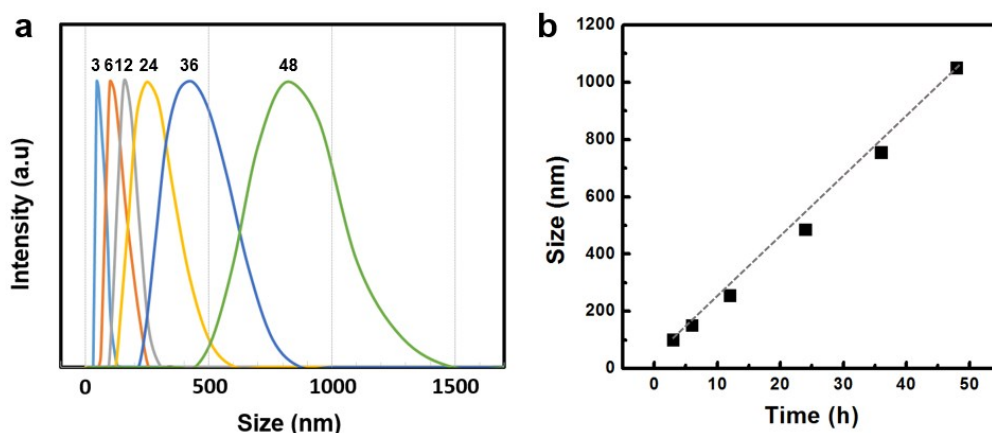 a
3 6 12 24 36 48
Intensity (a.u)
0 500 1000 1500
Size (nm)
b
1200
1000
800
600
400
200
0
Size (nm)
0 10 20 30 40 50
Time (h)